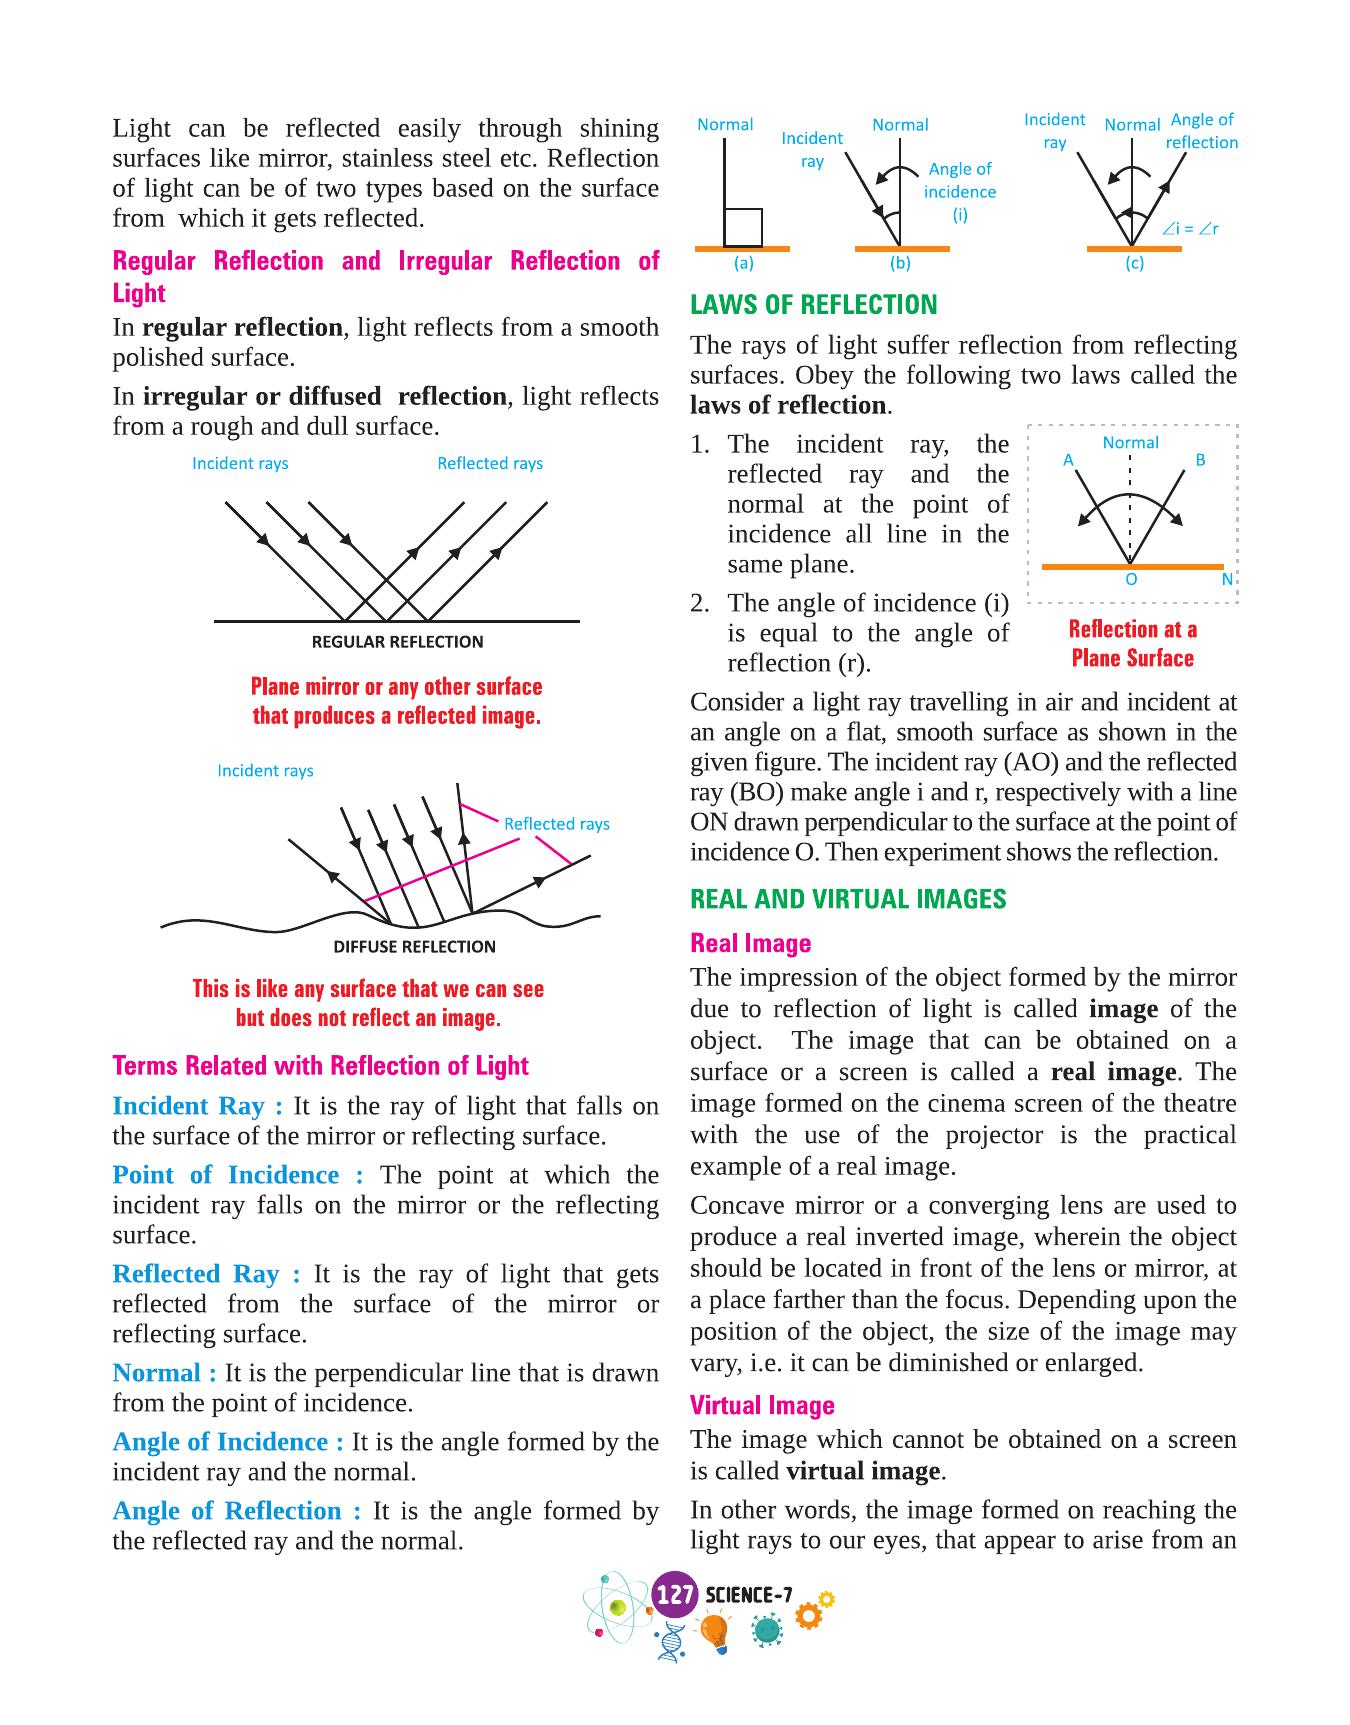 Light can be reflected easily through shining
surfaces like mirror, stainless steel etc. Reflection
of light can be of two types based on the surface
from which it gets reflected.
Regular Reflection and Irregular Reflection of
Light
In regular reflection, light reflects from a smooth
polished surface.
In irregular or diffused reflection, light reflects
from a rough and dull surface.
Incident rays
Reflected rays
REGULAR REFLECTION
Plane mirror or any other surface
that produces a reflected image.
Incident rays
Reflected rays
DIFFUSE REFLECTION
This is like any surface that we can see
but does not reflect an image.
Terms Related with Reflection of Light
Incident Ray : It is the ray of light that falls on
the surface of the mirror or reflecting surface.
Point of Incidence : The point at which the
incident ray falls on the mirror or the reflecting
surface.
Reflected Ray : It is the ray of light that gets
reflected from the surface of the mirror or
reflecting surface.
Normal : It is the perpendicular line that is drawn
from the point of incidence.
Angle of Incidence : It is the angle formed by the
incident ray and the normal.
Angle of Reflection : It is the angle formed by
the reflected ray and the normal.
Normal
(a)
Incident
ray
Normal
Angle of
incidence
(i)
(b)
Incident
ray
Normal
Angle of
reflection
∠i = ∠r
(c)
LAWS OF REFLECTION
The rays of light suffer reflection from reflecting
surfaces. Obey the following two laws called the
laws of reflection.
1. The incident ray, the
reflected ray and the
normal at the point of
incidence all line in the
same plane.
2. The angle of incidence (i)
is equal to the angle of
reflection (r).
Normal
A
B
O
N
Reflection at a
Plane Surface
Consider a light ray travelling in air and incident at
an angle on a flat, smooth surface as shown in the
given figure. The incident ray (AO) and the reflected
ray (BO) make angle i and r, respectively with a line
ON drawn perpendicular to the surface at the point of
incidence O. Then experiment shows the reflection.
REAL AND VIRTUAL IMAGES
Real Image
The impression of the object formed by the mirror
due to reflection of light is called image of the
object. The image that can be obtained on a
surface or a screen is called a real image. The
image formed on the cinema screen of the theatre
with the use of the projector is the practical
example of a real image.
Concave mirror or a converging lens are used to
produce a real inverted image, wherein the object
should be located in front of the lens or mirror, at
a place farther than the focus. Depending upon the
position of the object, the size of the image may
vary, i.e. it can be diminished or enlarged.
Virtual Image
The image which cannot be obtained on a screen
is called virtual image.
In other words, the image formed on reaching the
light rays to our eyes, that appear to arise from an
127 SCIENCE-7